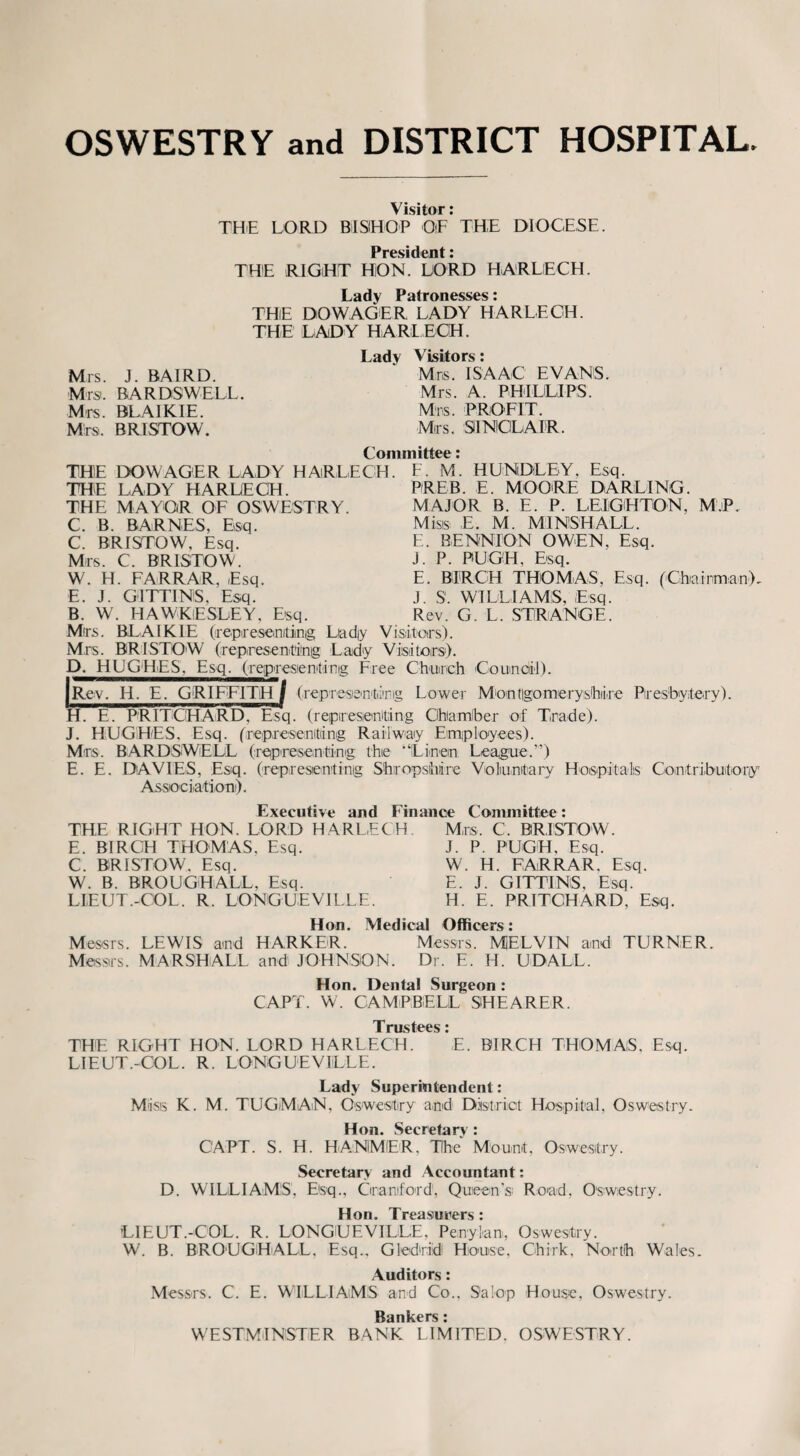 OSWESTRY and DISTRICT HOSPITAL.
Visitor:
THE LORD BISHOP OF THE DIOCESE.
President:
THE RIGHT HON. LORD HARLECH.
Lady Patronesses:
THE DOWAGER LADY HARLECH.
THE LADY HARLECH.
Lady Visitors:
Mrs. J. BAIRD.
Mrs. BARDSWELL.
Mrs. BLAIKIE.
Mrs. BRISTOW.
Mrs. ISAAC EVANS.
Mrs. A. PHILLIPS.
Mrs. PROFIT.
Mrs. SINCLAIR.
Committee:
THE DOWAGER LADY HARLECH.
THE LADY HARLECH.
THE MAYOR OF OSWESTRY.
C. B. BARNES, Esq.
C. BRISTOW, Esq.
Mrs. C. BRISTOW.
W. H. FARRAR, Esq.
E. J. GITTINS, Esq.
B. W. HAWKESLEY, Esq.
F. M. HUNDLEY, Esq.
PREB. E. MOORE DARLING.
MAJOR B. E. P. LEIGHTON, M.P.
Miss E. M. MINSHALL.
E. BENNION OWEN, Esq.
J. P. PUGH, Esq.
E. BIRCH THOMAS, Esq. (Chairman).
J. S. WILLIAMS, Esq.
Rev. G. L. STRANGE.
Mrs. BLAIKIE (representing Lady Visitors).
Mrs. BRISTOW (representing Lady Visitors).
D. HUGHES, Esq. (representing Free Church Council).
Rev. H. E. GRIFFITH (representing Lower Montgomeryshire Presbytery).
H. E. PRITCHARD, Esq. (representing Chamber of Trade).
J. HUGHES, Esq. (representing Railway Employees).
Mrs. BARDSWELL (representing the "Linen League.")
E. E. DAVIES, Esq. (representing Shropshire Voluntary Hospitals Contributory
Association).
Executive and Finance Committee:
THE RIGHT HON. LORD HARLECH.
E. BIRCH THOMAS, Esq.
C. BRISTOW, Esq.
W. B. BROUGHALL, Esq.
LIEUT.-COL. R. LONGUEVILLE.
Mrs. C. BRISTOW.
J. P. PUGH, Esq.
W. H. FARRAR, Esq.
E. J. GITTINS, Esq.
H. E. PRITCHARD, Esq.
Hon. Medical Officers:
Messrs. LEWIS and HARKER. Messrs. MELVIN and TURNER.
Messrs. MARSHALL and JOHNSON. Dr. E. H. UDALL.
Hon. Dental Surgeon:
CAPT. W. CAMPBELL SHEARER.
Trustees:
THE RIGHT HON. LORD HARLECH. E. BIRCH THOMAS, Esq.
LIEUT.-COL. R. LONGUEVILLE.
Lady Superintendent:
Miss K. M. TUGMAN, Oswestry and District Hospital, Oswestry.
Hon. Secretary:
CAPT. S. H. HANMER, The Mount, Oswestry.
Secretary and Accountant:
D. WILLIAMS, Esq., Cranford, Queen's Road, Oswestry.
Hon. Treasurers:
LIEUT.-COL. R. LONGUEVILLE, Penylan, Oswestry.
W. B. BROUGHALL, Esq., Gledrid House, Chirk, North Wales.
Auditors:
Messrs. C. E. WILLIAMS and Co., Salop House, Oswestry.
Bankers:
WESTMINSTER BANK LIMITED, OSWESTRY.